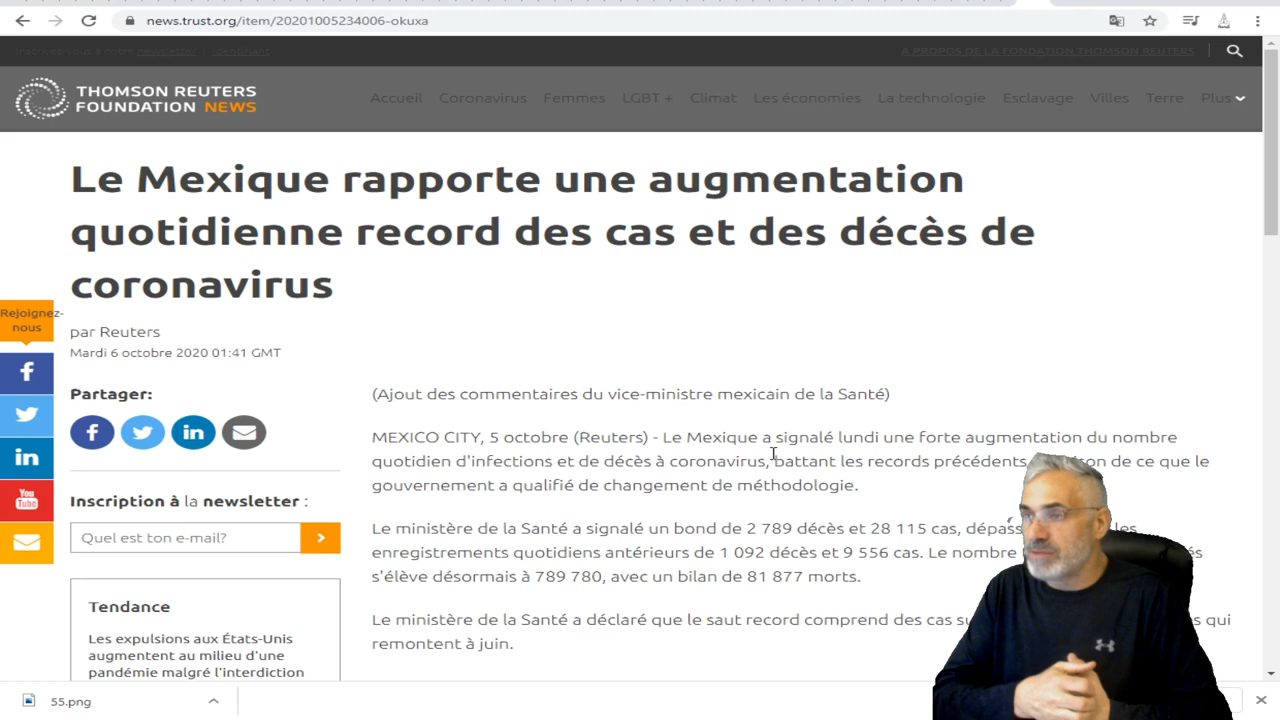 news.trust.org/item/20201005234006-okuxa
Inscrivez-vous à notre newsletter | Identifiant
A PROPOS DE LA FONDATION THOMSON REUTERS
THOMSON REUTERS
FOUNDATION NEWS
Accueil Coronavirus Femmes LGBT + Climat Les économies La technologie Esclavage Villes Terre Plus
Le Mexique rapporte une augmentation
quotidienne record des cas et des décès de
coronavirus
par Reuters
Mardi 6 octobre 2020 01:41 GMT
Rejoignez-
nous
Partager:
Inscription à la newsletter :
Quel est ton e-mail?
Tendance
Les expulsions aux États-Unis
augmentent au milieu d'une
pandémie malgré l'interdiction
(Ajout des commentaires du vice-ministre mexicain de la Santé)
MEXICO CITY, 5 octobre (Reuters) - Le Mexique a signalé lundi une forte augmentation du nombre
quotidien d'infections et de décès à coronavirus, battant les records précédents, de ce que le
gouvernement a qualifié de changement de méthodologie.
Le ministère de la Santé a signalé un bond de 2 789 décès et 28 115 cas, les
enregistrements quotidiens antérieurs de 1 092 décès et 9 556 cas. Le nombre
s'élève désormais à 789 780, avec un bilan de 81 877 morts.
Le ministère de la Santé a déclaré que le saut record comprend des cas qui
remontent à juin.
You
Tube
55.png